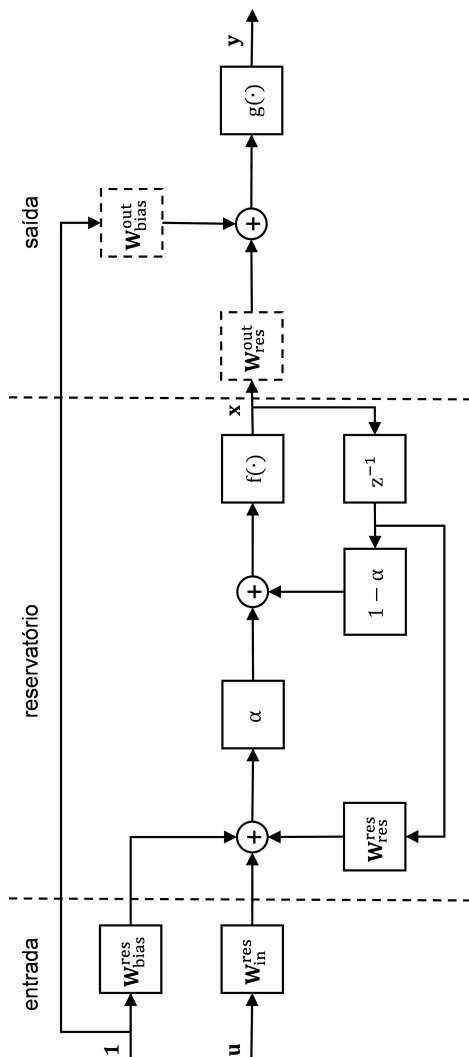 entrada
reservatório
saída
1
W_bias^res
W_bias^out
u
W_in^res
+
α
+
f(·)
x
W_res^out
+
g(·)
y
W_res^res
1 − α
z⁻¹